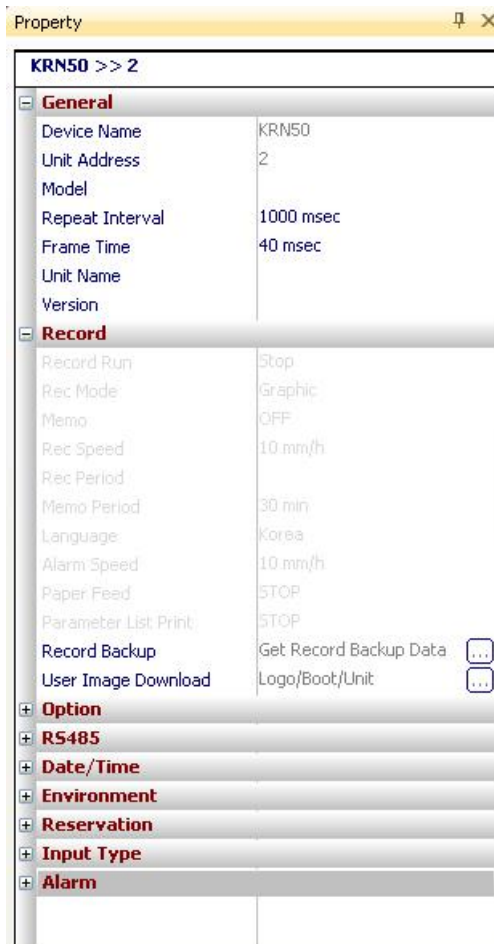 Property
KRN50 >> 2
General
Device Name KRN50
Unit Address 2
Model
Repeat Interval 1000 msec
Frame Time 40 msec
Unit Name
Version
Record
Record Run Stop
Rec Mode Graphic
Memo OFF
Rec Speed 10 mm/h
Rec Period
Memo Period 30 min
Language Korea
Alarm Speed 10 mm/h
Paper Feed STOP
Parameter List Print STOP
Record Backup Get Record Backup Data ...
User Image Download Logo/Boot/Unit ...
Option
RS485
Date/Time
Environment
Reservation
Input Type
Alarm